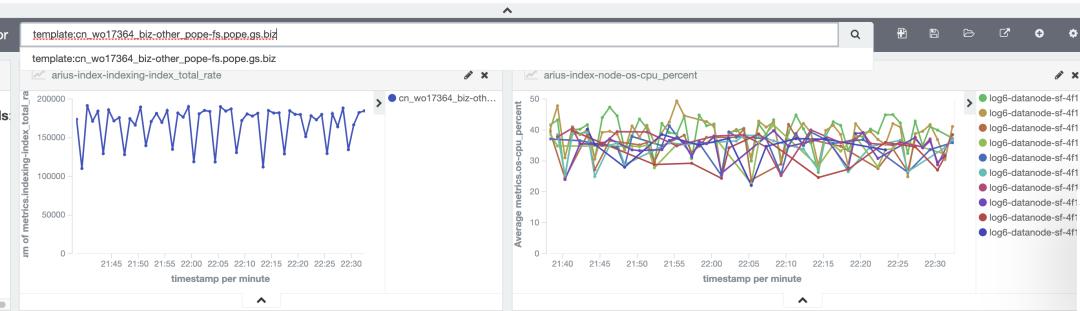 or
template:cn_wo17364_biz-other_pope-fs.pope.gs.biz
template:cn_wo17364_biz-other_pope-fs.pope.gs.biz
arius-index-indexing-index_total_rate
ls:
um of metrics.indexing-index_total_ra
200000
150000
100000
50000
0
21:45 21:50 21:55 22:00 22:05 22:10 22:15 22:20 22:25 22:30
timestamp per minute
cn_wo17364_biz-oth...
arius-index-node-os-cpu_percent
Average metrics.os-cpu_percent
50
40
30
20
10
0
21:40 21:45 21:50 21:55 22:00 22:05 22:10 22:15 22:20 22:25 22:30
timestamp per minute
log6-datanode-sf-4f1
log6-datanode-sf-4f1
log6-datanode-sf-4f1
log6-datanode-sf-4f1
log6-datanode-sf-4f1
log6-datanode-sf-4f1
log6-datanode-sf-4f1
log6-datanode-sf-4f1
log6-datanode-sf-4f1
log6-datanode-sf-4f1